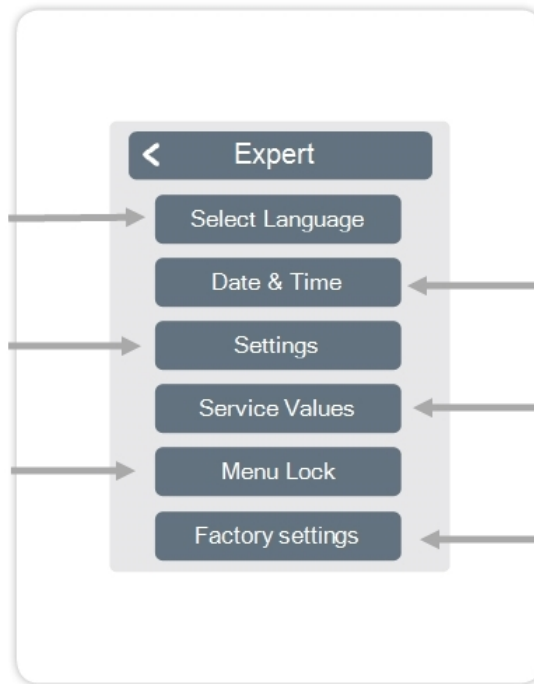 Expert
Select Language
Date & Time
Settings
Service Values
Menu Lock
Factory settings